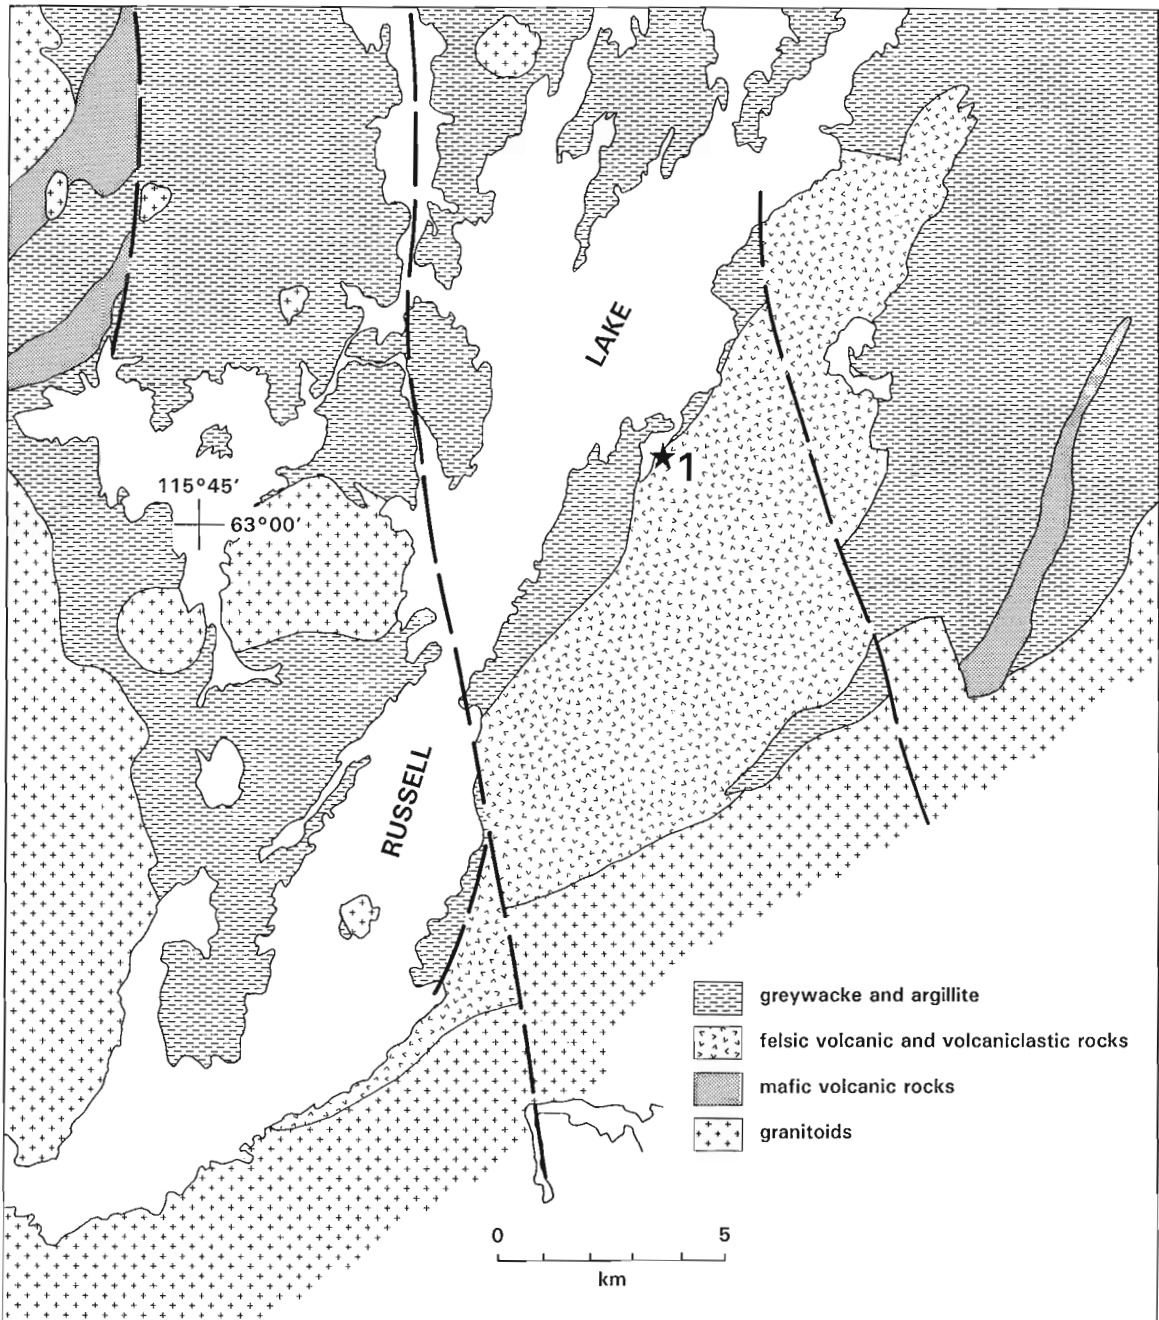 LAKE
1
115°45′
63°00′
RUSSELL
greywacke and argillite
felsic volcanic and volcaniclastic rocks
mafic volcanic rocks
granitoids
0 5
km